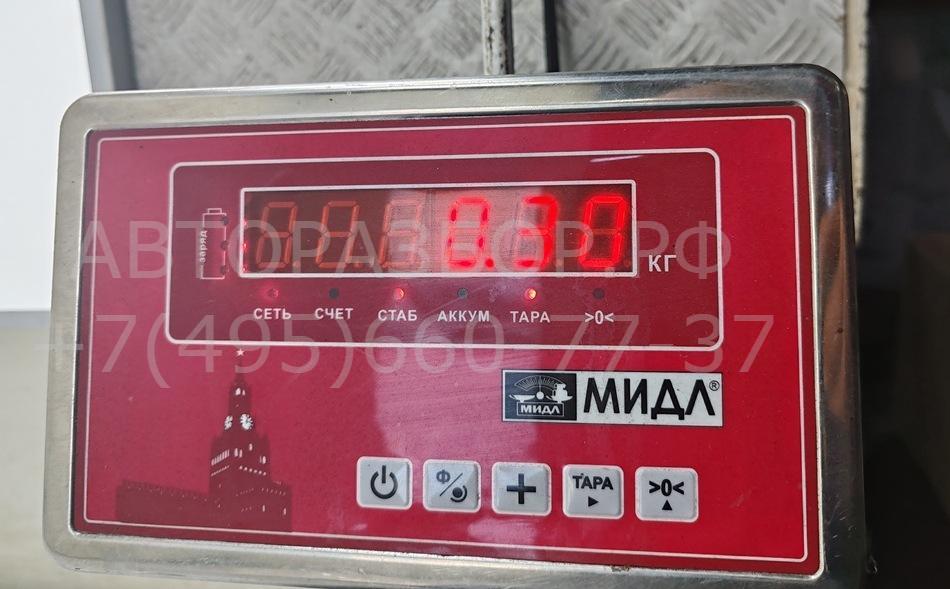 0.30
КГ
заряд
СЕТЬ СЧЕТ СТАБ АККУМ ТАРА >0<
АВТОРАЗБОР.РФ
+7(495)660-77-37
МИДЛ МИДЛ®
Ф
+
ТАРА
>0<